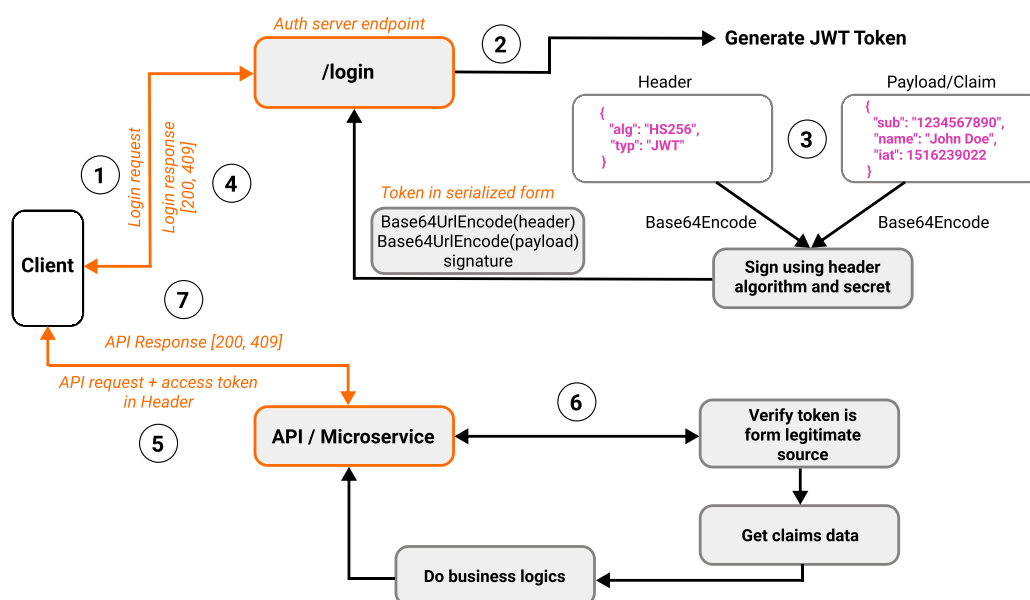 Auth server endpoint
/login
2
Generate JWT Token
Header
{
"alg": "HS256",
"typ": "JWT"
}
3
Payload/Claim
{
"sub": "1234567890",
"name": "John Doe",
"iat": 1516239022
}
1
Login request
Login response
[200, 409]
4
Token in serialized form
Base64UrlEncode(header)
Base64UrlEncode(payload)
signature
Base64Encode
Base64Encode
Sign using header
algorithm and secret
Client
7
API Response [200, 409]
API request + access token
in Header
5
API / Microservice
6
Verify token is
form legitimate
source
Get claims data
Do business logics